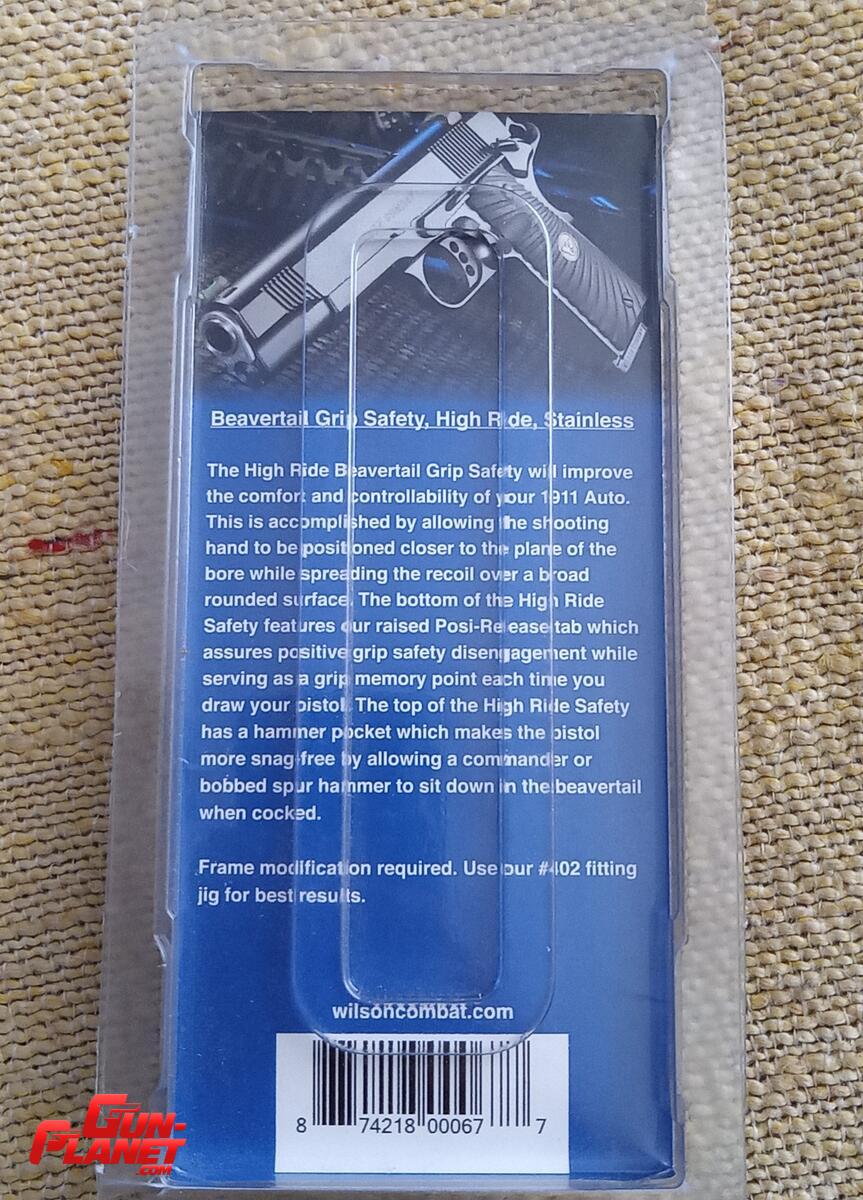 Beavertail Grip Safety, High Ride, Stainless
The High Ride Beavertail Grip Safety will improve
the comfort and controllability of your 1911 Auto.
This is accomplished by allowing the shooting
hand to be positioned closer to the plane of the
bore while spreading the recoil over a broad
rounded surface. The bottom of the High Ride
Safety features our raised Posi-Release tab which
assures positive grip safety disengagement while
serving as a grip memory point each time you
draw your pistol. The top of the High Ride Safety
has a hammer pocket which makes the pistol
more snag-free by allowing a commander or
bobbed spur hammer to sit down in the beavertail
when cocked.
Frame modification required. Use our #402 fitting
jig for best results.
wilsoncombat.com
8 74218 00067 7
GUN-
PLANET
.COM